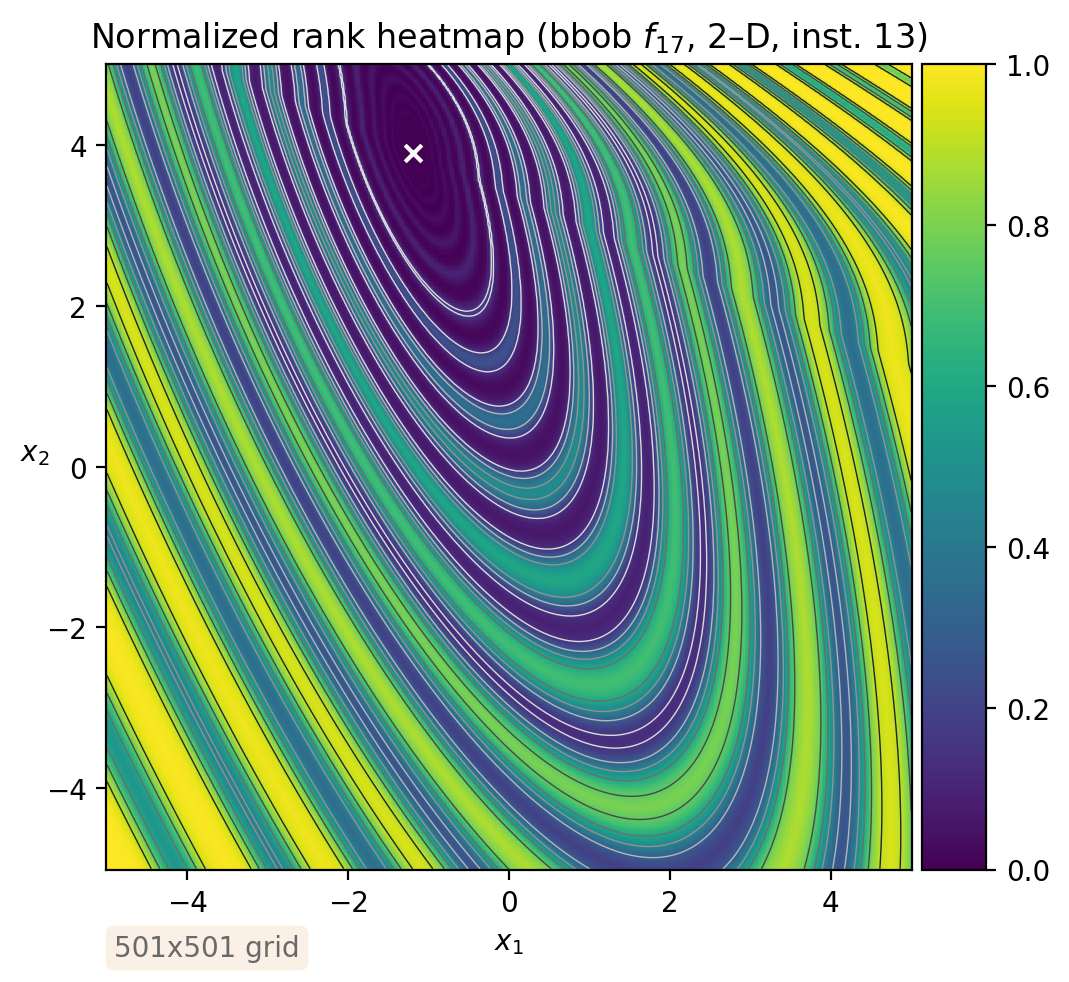 Normalized rank heatmap (bbob f₁₇, 2–D, inst. 13)
1.0
0.8
0.6
0.4
0.2
0.0
4
2
0
−2
−4
x₂
−4 −2 0 2 4
x₁
501x501 grid